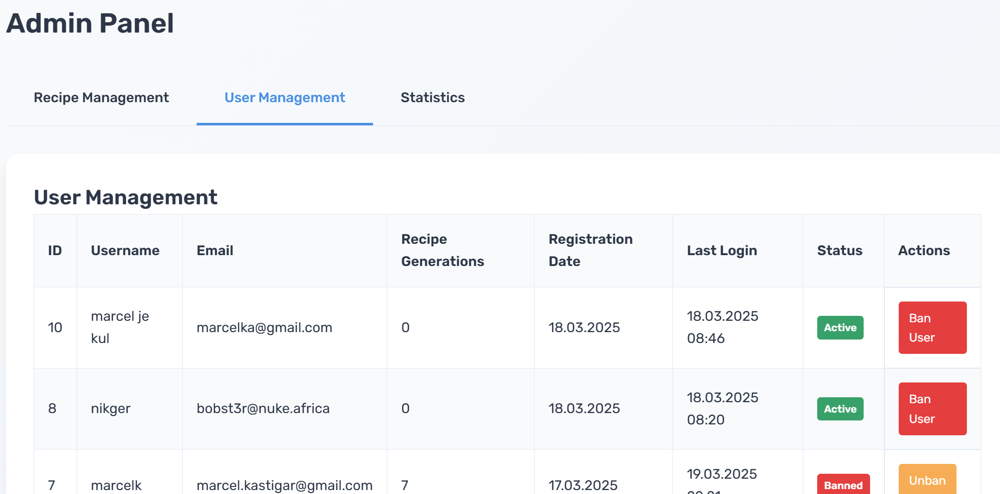 Admin Panel
Recipe Management User Management Statistics
User Management
ID Username Email Recipe Generations Registration Date Last Login Status Actions
10 marcel je kul marcelka@gmail.com 0 18.03.2025 18.03.2025 08:46 Active Ban User
8 nikger bobst3r@nuke.africa 0 18.03.2025 18.03.2025 08:20 Active Ban User
7 marcelk marcel.kastigar@gmail.com 7 17.03.2025 19.03.2025 Banned Unban